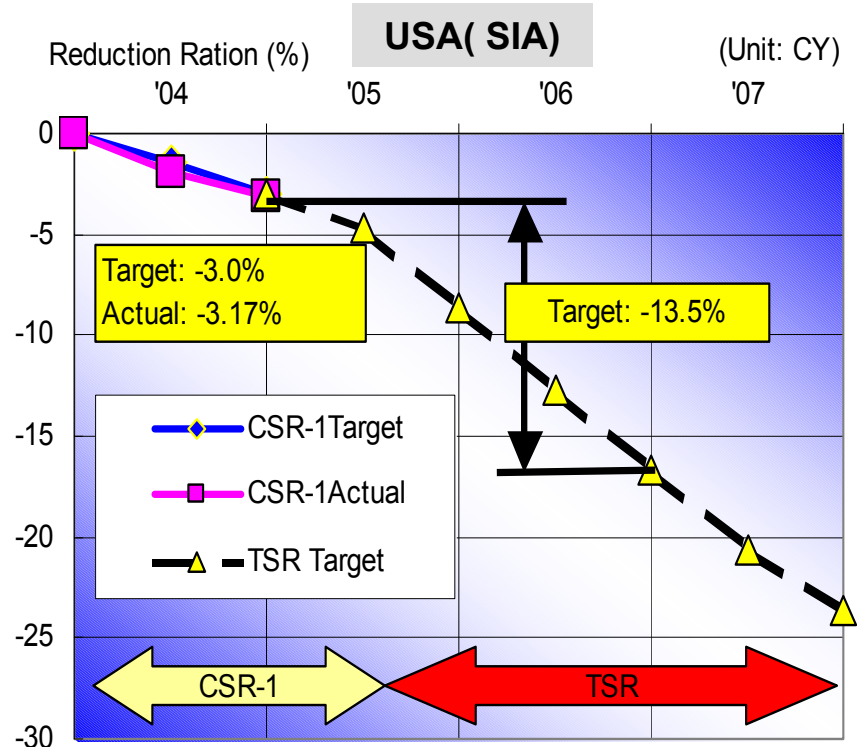 USA( SIA)
Reduction Ration (%)
(Unit: CY)
'04 '05 '06 '07
0
-5
-10
-15
-20
-25
-30
Target: -3.0%
Actual: -3.17%
Target: -13.5%
CSR-1Target
CSR-1Actual
TSR Target
CSR-1
TSR